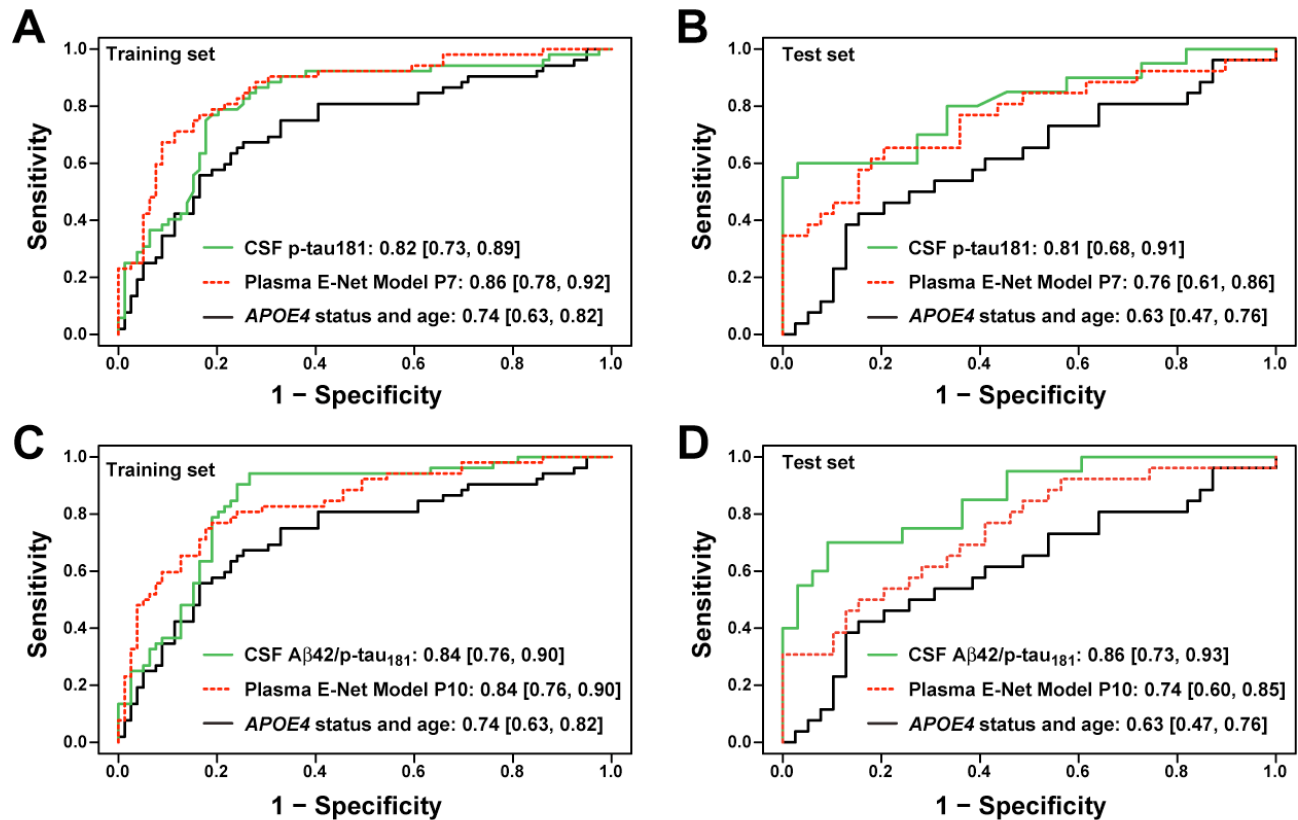 A
Training set
Sensitivity
1.0
0.8
0.6
0.4
0.2
0.0
CSF p-tau181: 0.82 [0.73, 0.89]
Plasma E-Net Model P7: 0.86 [0.78, 0.92]
APOE4 status and age: 0.74 [0.63, 0.82]
0.0 0.2 0.4 0.6 0.8 1.0
1 − Specificity
B
Test set
Sensitivity
1.0
0.8
0.6
0.4
0.2
0.0
CSF p-tau181: 0.81 [0.68, 0.91]
Plasma E-Net Model P7: 0.76 [0.61, 0.86]
APOE4 status and age: 0.63 [0.47, 0.76]
0.0 0.2 0.4 0.6 0.8 1.0
1 − Specificity
C
Training set
Sensitivity
1.0
0.8
0.6
0.4
0.2
0.0
CSF Aβ42/p-tau₁₈₁: 0.84 [0.76, 0.90]
Plasma E-Net Model P10: 0.84 [0.76, 0.90]
APOE4 status and age: 0.74 [0.63, 0.82]
0.0 0.2 0.4 0.6 0.8 1.0
1 − Specificity
D
Test set
Sensitivity
1.0
0.8
0.6
0.4
0.2
0.0
CSF Aβ42/p-tau₁₈₁: 0.86 [0.73, 0.93]
Plasma E-Net Model P10: 0.74 [0.60, 0.85]
APOE4 status and age: 0.63 [0.47, 0.76]
0.0 0.2 0.4 0.6 0.8 1.0
1 − Specificity